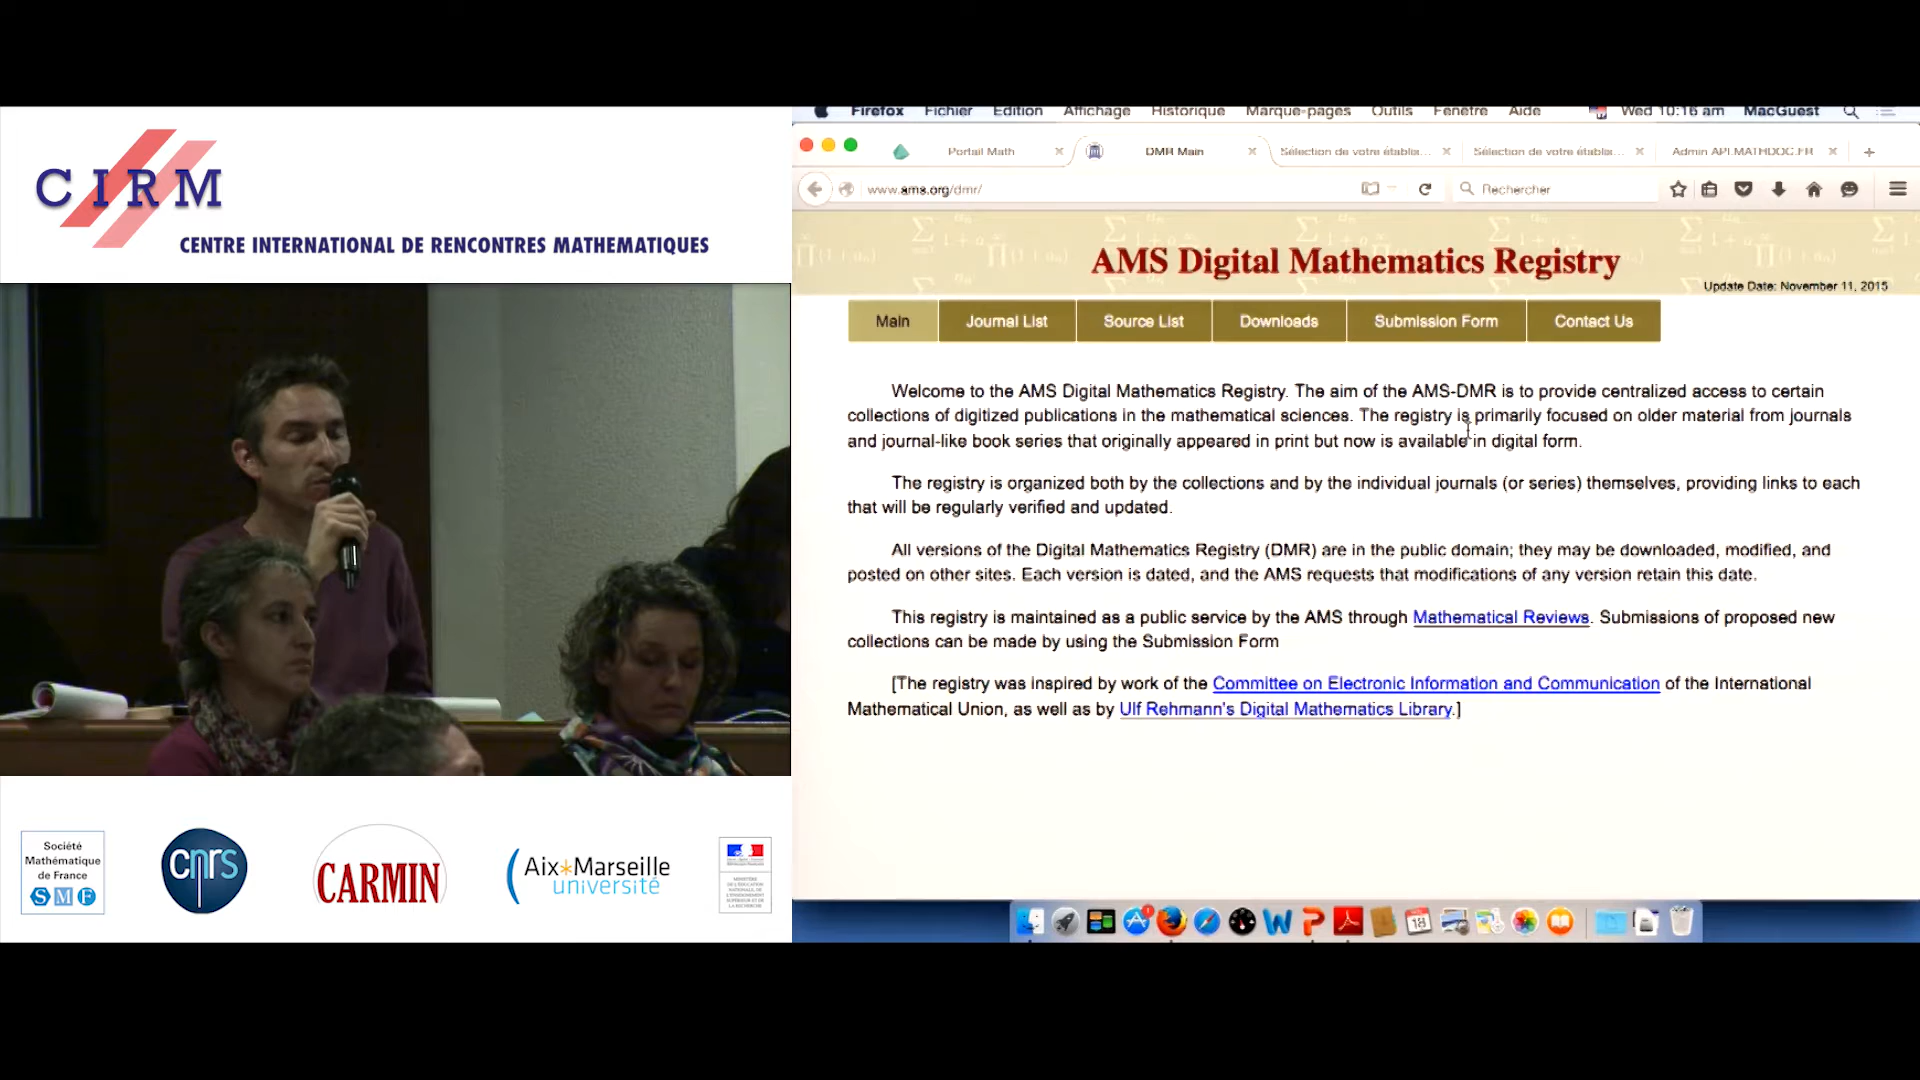 CIRM
CENTRE INTERNATIONAL DE RENCONTRES MATHEMATIQUES
Société
Mathématique
de France
S M F
cnrs
CARMIN
Aix*Marseille
université
Firefox Fichier Edition Affichage Historique Marque-pages Outils Fenêtre Aide Wed 10:16 am MacGuest
Portail Math DMR Main Sélection de votre établis... Sélection de votre établis... Admin API.MATHDOC.FR
www.ams.org/dmr/ Rechercher
AMS Digital Mathematics Registry
Update Date: November 11, 2015
Main Journal List Source List Downloads Submission Form Contact Us
Welcome to the AMS Digital Mathematics Registry. The aim of the AMS-DMR is to provide centralized access to certain
collections of digitized publications in the mathematical sciences. The registry is primarily focused on older material from journals
and journal-like book series that originally appeared in print but now is available in digital form.
The registry is organized both by the collections and by the individual journals (or series) themselves, providing links to each
that will be regularly verified and updated.
All versions of the Digital Mathematics Registry (DMR) are in the public domain; they may be downloaded, modified, and
posted on other sites. Each version is dated, and the AMS requests that modifications of any version retain this date.
This registry is maintained as a public service by the AMS through Mathematical Reviews. Submissions of proposed new
collections can be made by using the Submission Form
[The registry was inspired by work of the Committee on Electronic Information and Communication of the International
Mathematical Union, as well as by Ulf Rehmann's Digital Mathematics Library.]